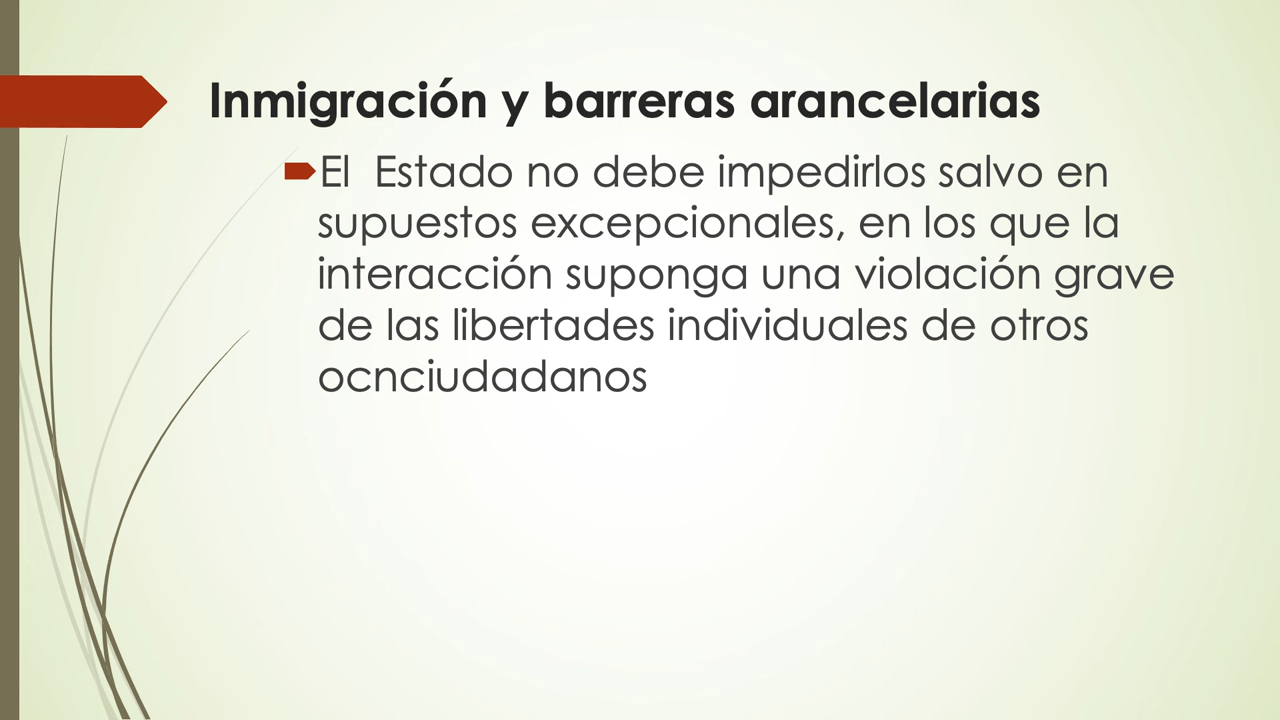 Inmigración y barreras arancelarias
El  Estado no debe impedirlos salvo en
supuestos excepcionales, en los que la
interacción suponga una violación grave
de las libertades individuales de otros
ocnciudadanos